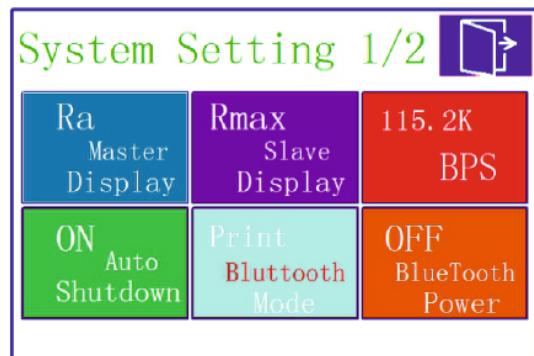 System Setting 1/2
Ra
Master
Display
Rmax
Slave
Display
115.2K
BPS
ON
Auto
Shutdown
Print
Bluttooth
Mode
OFF
BlueTooth
Power